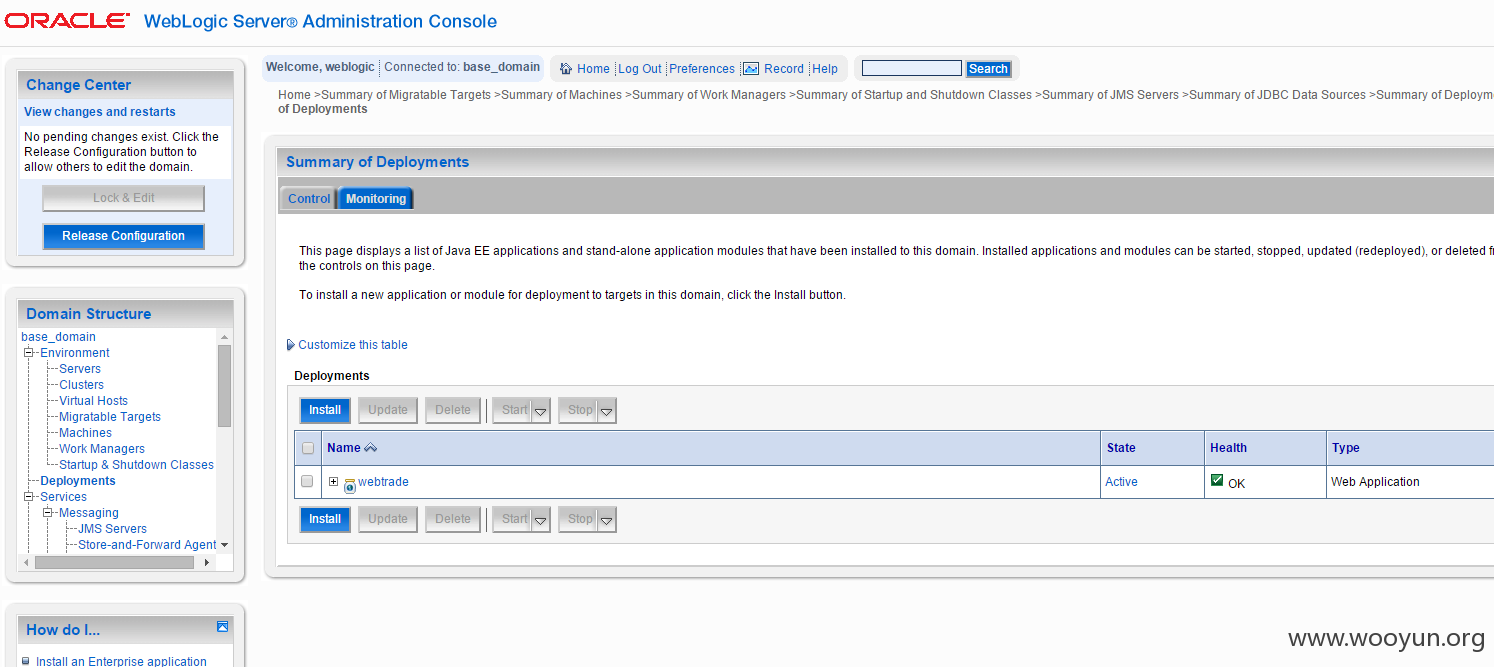 ORACLE® WebLogic Server® Administration Console
Change Center
View changes and restarts
No pending changes exist. Click the
Release Configuration button to
allow others to edit the domain.
Lock & Edit
Release Configuration
Domain Structure
base_domain
Environment
Servers
Clusters
Virtual Hosts
Migratable Targets
Machines
Work Managers
Startup & Shutdown Classes
Deployments
Services
Messaging
JMS Servers
Store-and-Forward Agent
How do I...
Install an Enterprise application
Welcome, weblogic Connected to: base_domain
Home Log Out Preferences Record Help
Search
Home >Summary of Migratable Targets >Summary of Machines >Summary of Work Managers >Summary of Startup and Shutdown Classes >Summary of JMS Servers >Summary of JDBC Data Sources >Summary of Deploym
of Deployments
Summary of Deployments
Control Monitoring
This page displays a list of Java EE applications and stand-alone application modules that have been installed to this domain. Installed applications and modules can be started, stopped, updated (redeployed), or deleted f
the controls on this page.
To install a new application or module for deployment to targets in this domain, click the Install button.
Customize this table
Deployments
Install Update Delete Start Stop
Name State Health Type
webtrade Active OK Web Application
Install Update Delete Start Stop
www.wooyun.org